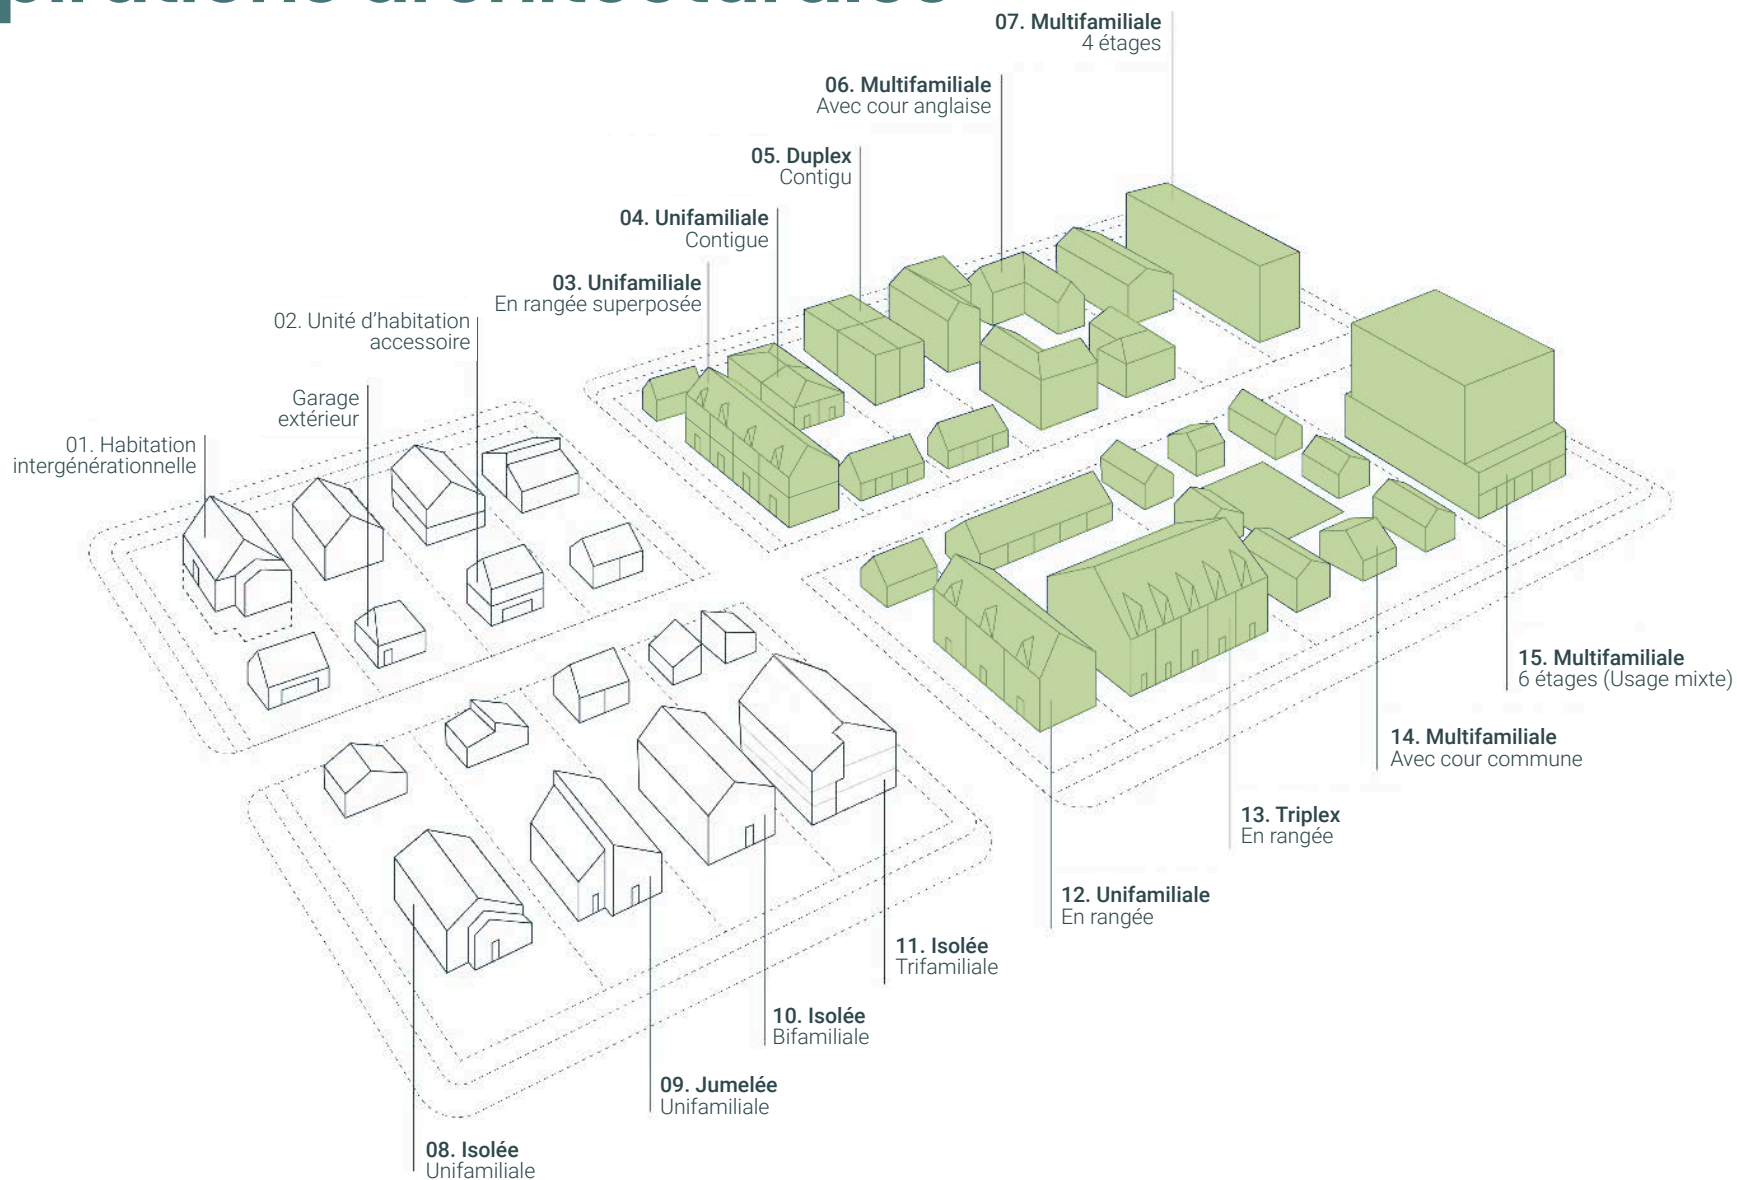 pirations architecturales
07. Multifamiliale
4 étages
06. Multifamiliale
Avec cour anglaise
05. Duplex
Contigu
04. Unifamiliale
Contigue
03. Unifamiliale
En rangée superposée
02. Unité d'habitation
accessoire
Garage
extérieur
01. Habitation
intergénérationnelle
15. Multifamiliale
6 étages (Usage mixte)
14. Multifamiliale
Avec cour commune
13. Triplex
En rangée
12. Unifamiliale
En rangée
11. Isolée
Trifamiliale
10. Isolée
Bifamiliale
09. Jumelée
Unifamiliale
08. Isolée
Unifamiliale